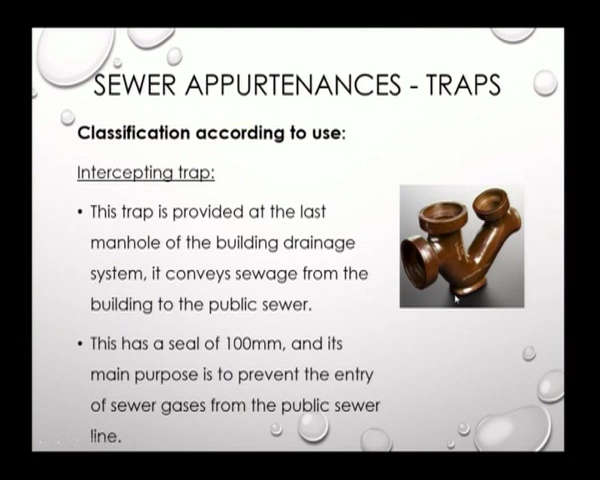 SEWER APPURTENANCES - TRAPS
Classification according to use:
Intercepting trap:
• This trap is provided at the last
manhole of the building drainage
system, it conveys sewage from the
building to the public sewer.
• This has a seal of 100mm, and its
main purpose is to prevent the entry
of sewer gases from the public sewer
line.